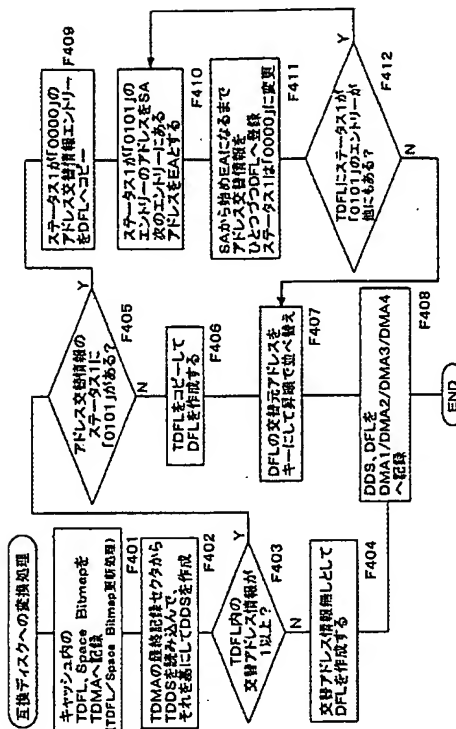 互換ディスクへの変換処理
キャッシュ内の
TDFL、Space Bitmapを
TDMAへ記録
(TDFL/Space Bitmap更新処理)
F401
TDMAの最終記録セクタから
TDDSを読み込んで、
それを基にしてDDSを作成
F402
TDFL内の
交替アドレス情報が
1以上?
F403
Y
N
交替アドレス情報無しとして
DFLを作成する
F404
アドレス交替情報の
ステータス1に
「0101」がある?
F405
Y
N
TDFLをコピーして
DFLを作成する
F406
DFLの交替元アドレスを
キーにして昇順で並べ替え
F407
DDS、DFLを
DMA1/DMA2/DMA3/DMA4
へ記録
F408
END
ステータス1が「0000」の
アドレス交替情報エントリー
をDFLへコピー
F409
ステータス1が「0101」の
エントリーのアドレスをSA
次のエントリーにある
アドレスをEAとする
F410
SAから始めEAになるまで
アドレス交替情報を
ひとつづつDFLへ登録
ステータス1は「0000」に変更
F411
TDFLにステータス1が
「0101」のエントリーが
他にもある?
F412
Y
N